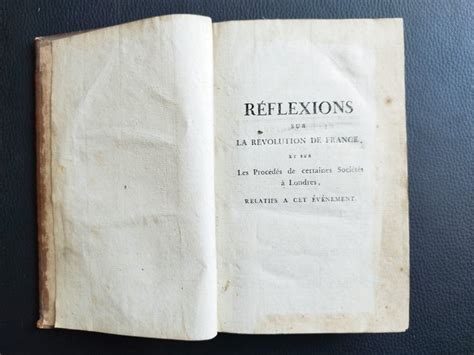 RÉFLEXIONS
SUR
LA RÉVOLUTION DE FRANCE,
ET SUR
Les Procédés de certaines Sociétés
à Londres,
RELATIFS A CET ÉVÉNEMENT.